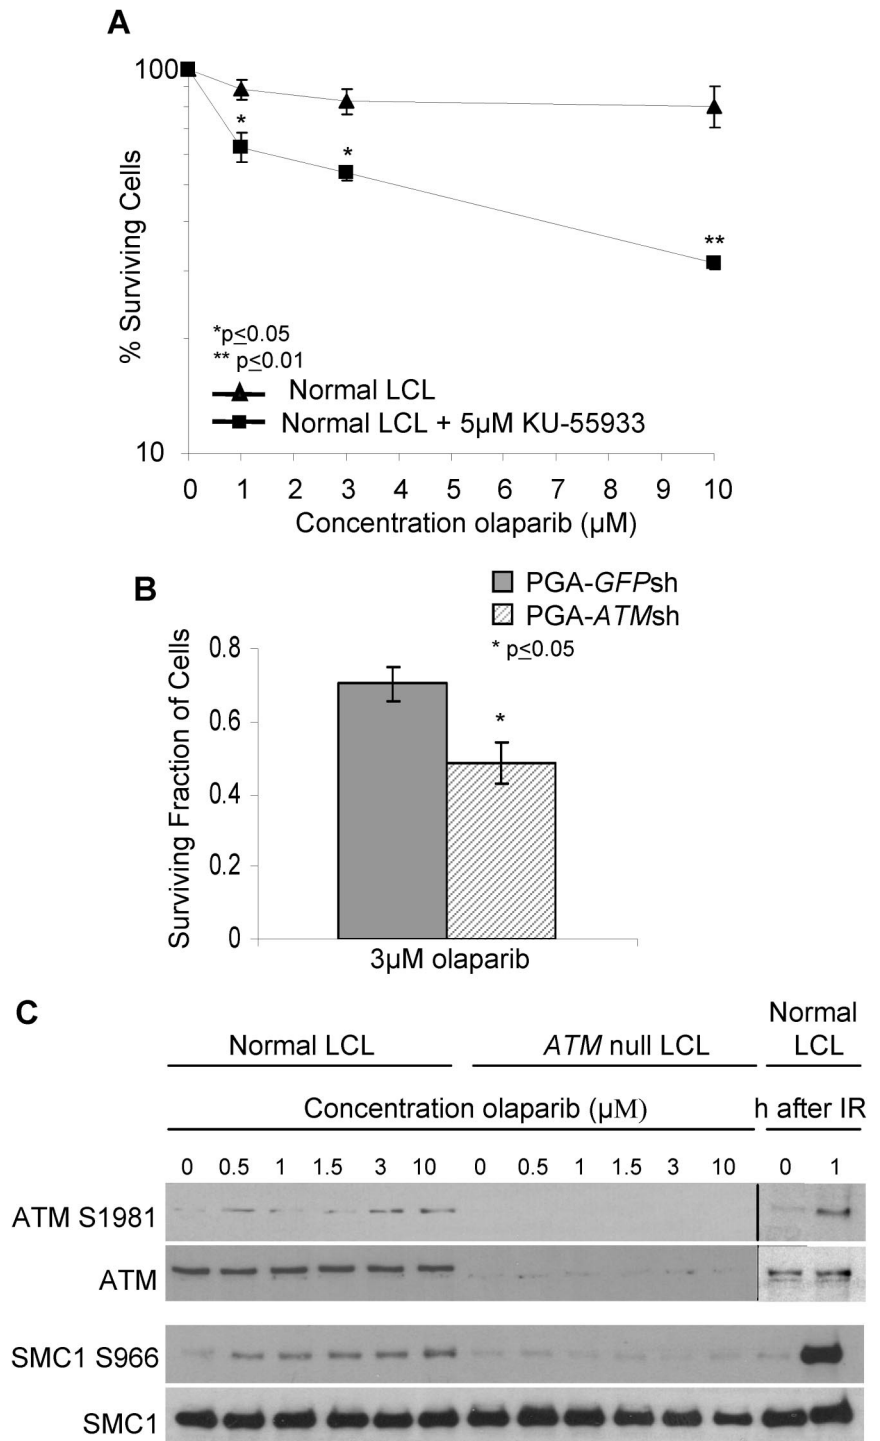 A
100
% Surviving Cells
*
*
**
*p≤0.05
** p≤0.01
Normal LCL
Normal LCL + 5µM KU-55933
10
0 1 2 3 4 5 6 7 8 9 10
Concentration olaparib (µM)
B
PGA-GFPsh
PGA-ATMsh
* p≤0.05
Surviving Fraction of Cells
0.8
0.6
0.4
0.2
0
*
3µM olaparib
C
Normal LCL
ATM null LCL
Normal
LCL
Concentration olaparib (µM)
h after IR
0 0.5 1 1.5 3 10 0 0.5 1 1.5 3 10 0 1
ATM S1981
ATM
SMC1 S966
SMC1